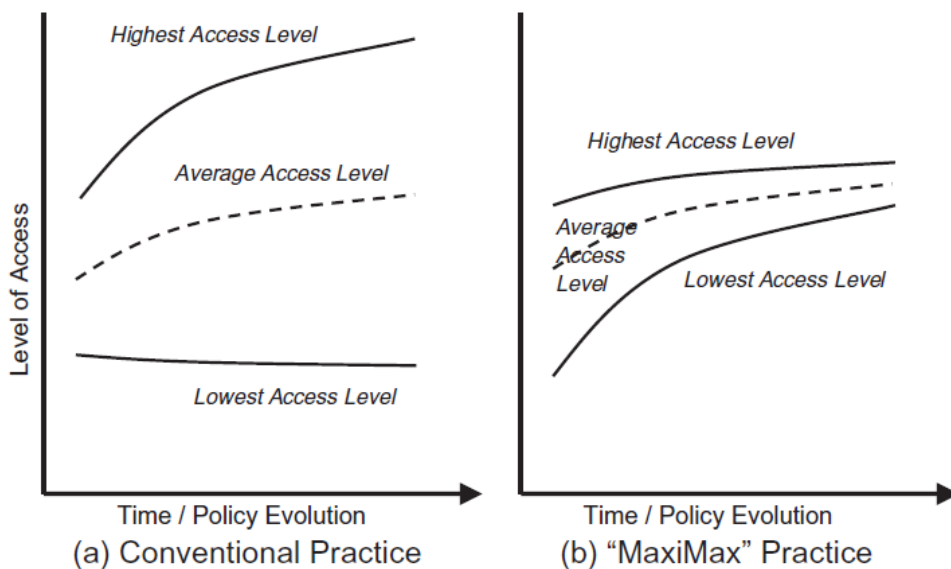 Highest Access Level
Average Access Level
Lowest Access Level
Level of Access
Time / Policy Evolution
(a) Conventional Practice
Highest Access Level
Average
Access
Level
Lowest Access Level
Time / Policy Evolution
(b) “MaxiMax” Practice